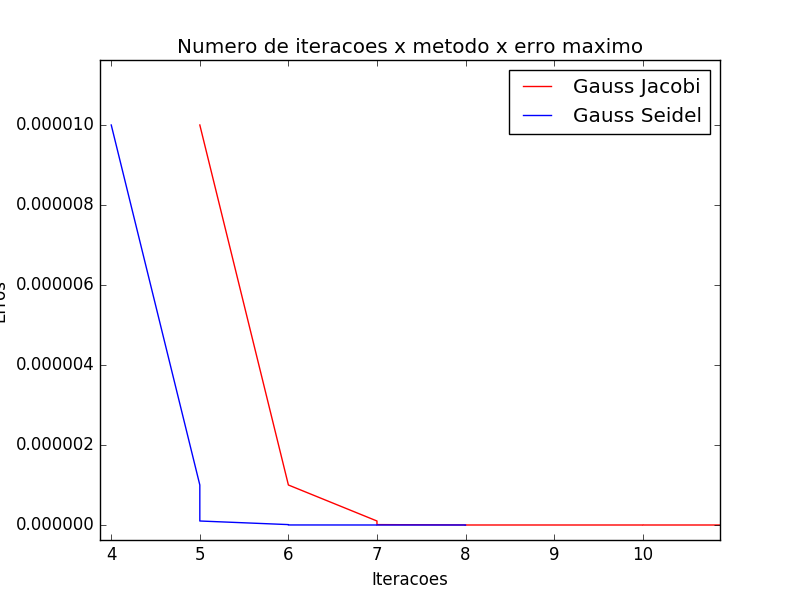 Numero de iteracoes x metodo x erro maximo
Gauss Jacobi
Gauss Seidel
0.000010
0.000008
0.000006
0.000004
0.000002
0.000000
Erros
4 5 6 7 8 9 10
Iteracoes